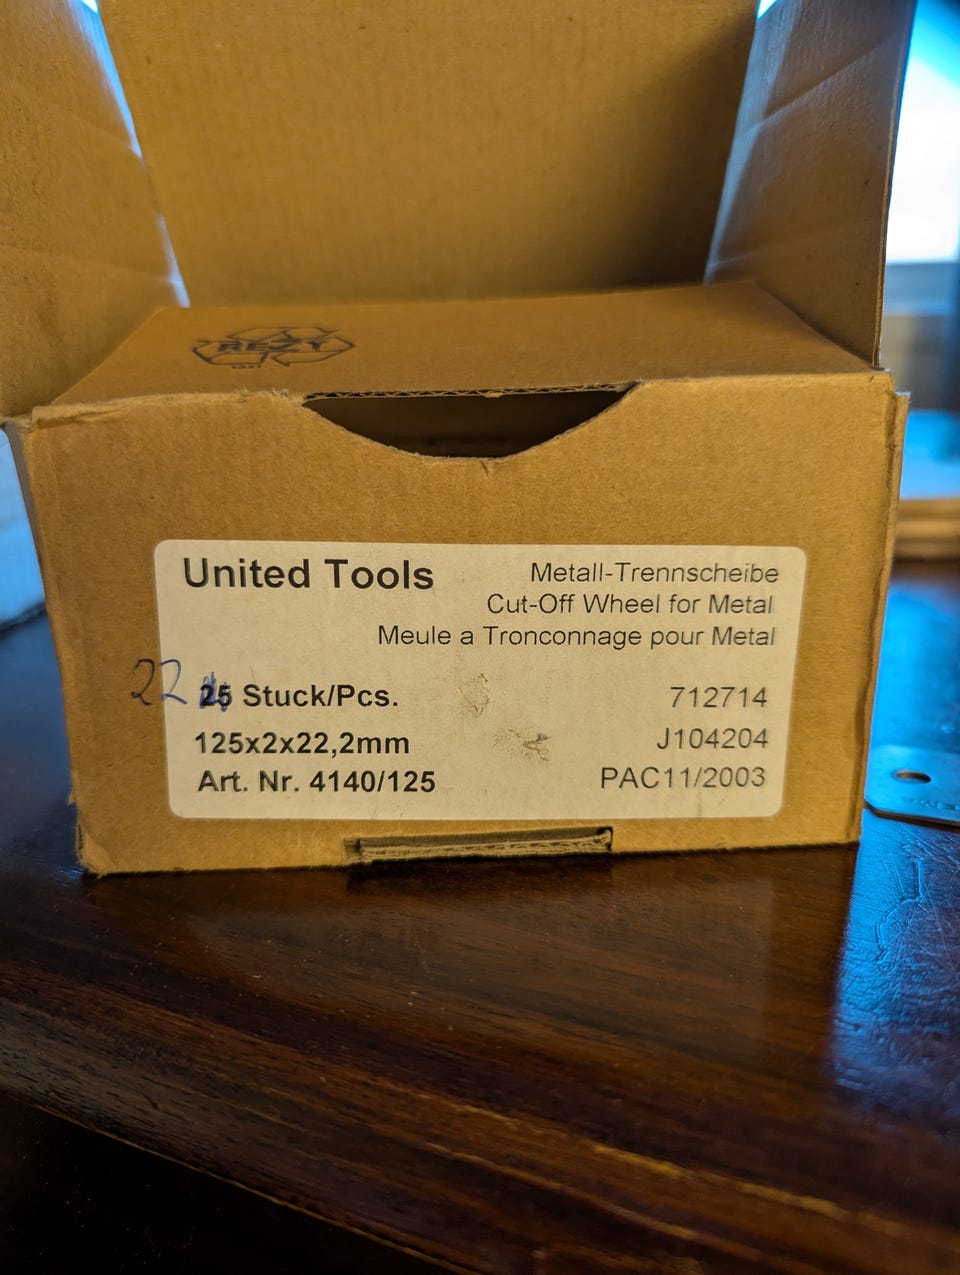 REZY
United Tools
Metall-Trennscheibe
Cut-Off Wheel for Metal
Meule a Tronconnage pour Metal
22 25 Stuck/Pcs.
712714
125x2x22,2mm
J104204
Art. Nr. 4140/125
PAC11/2003